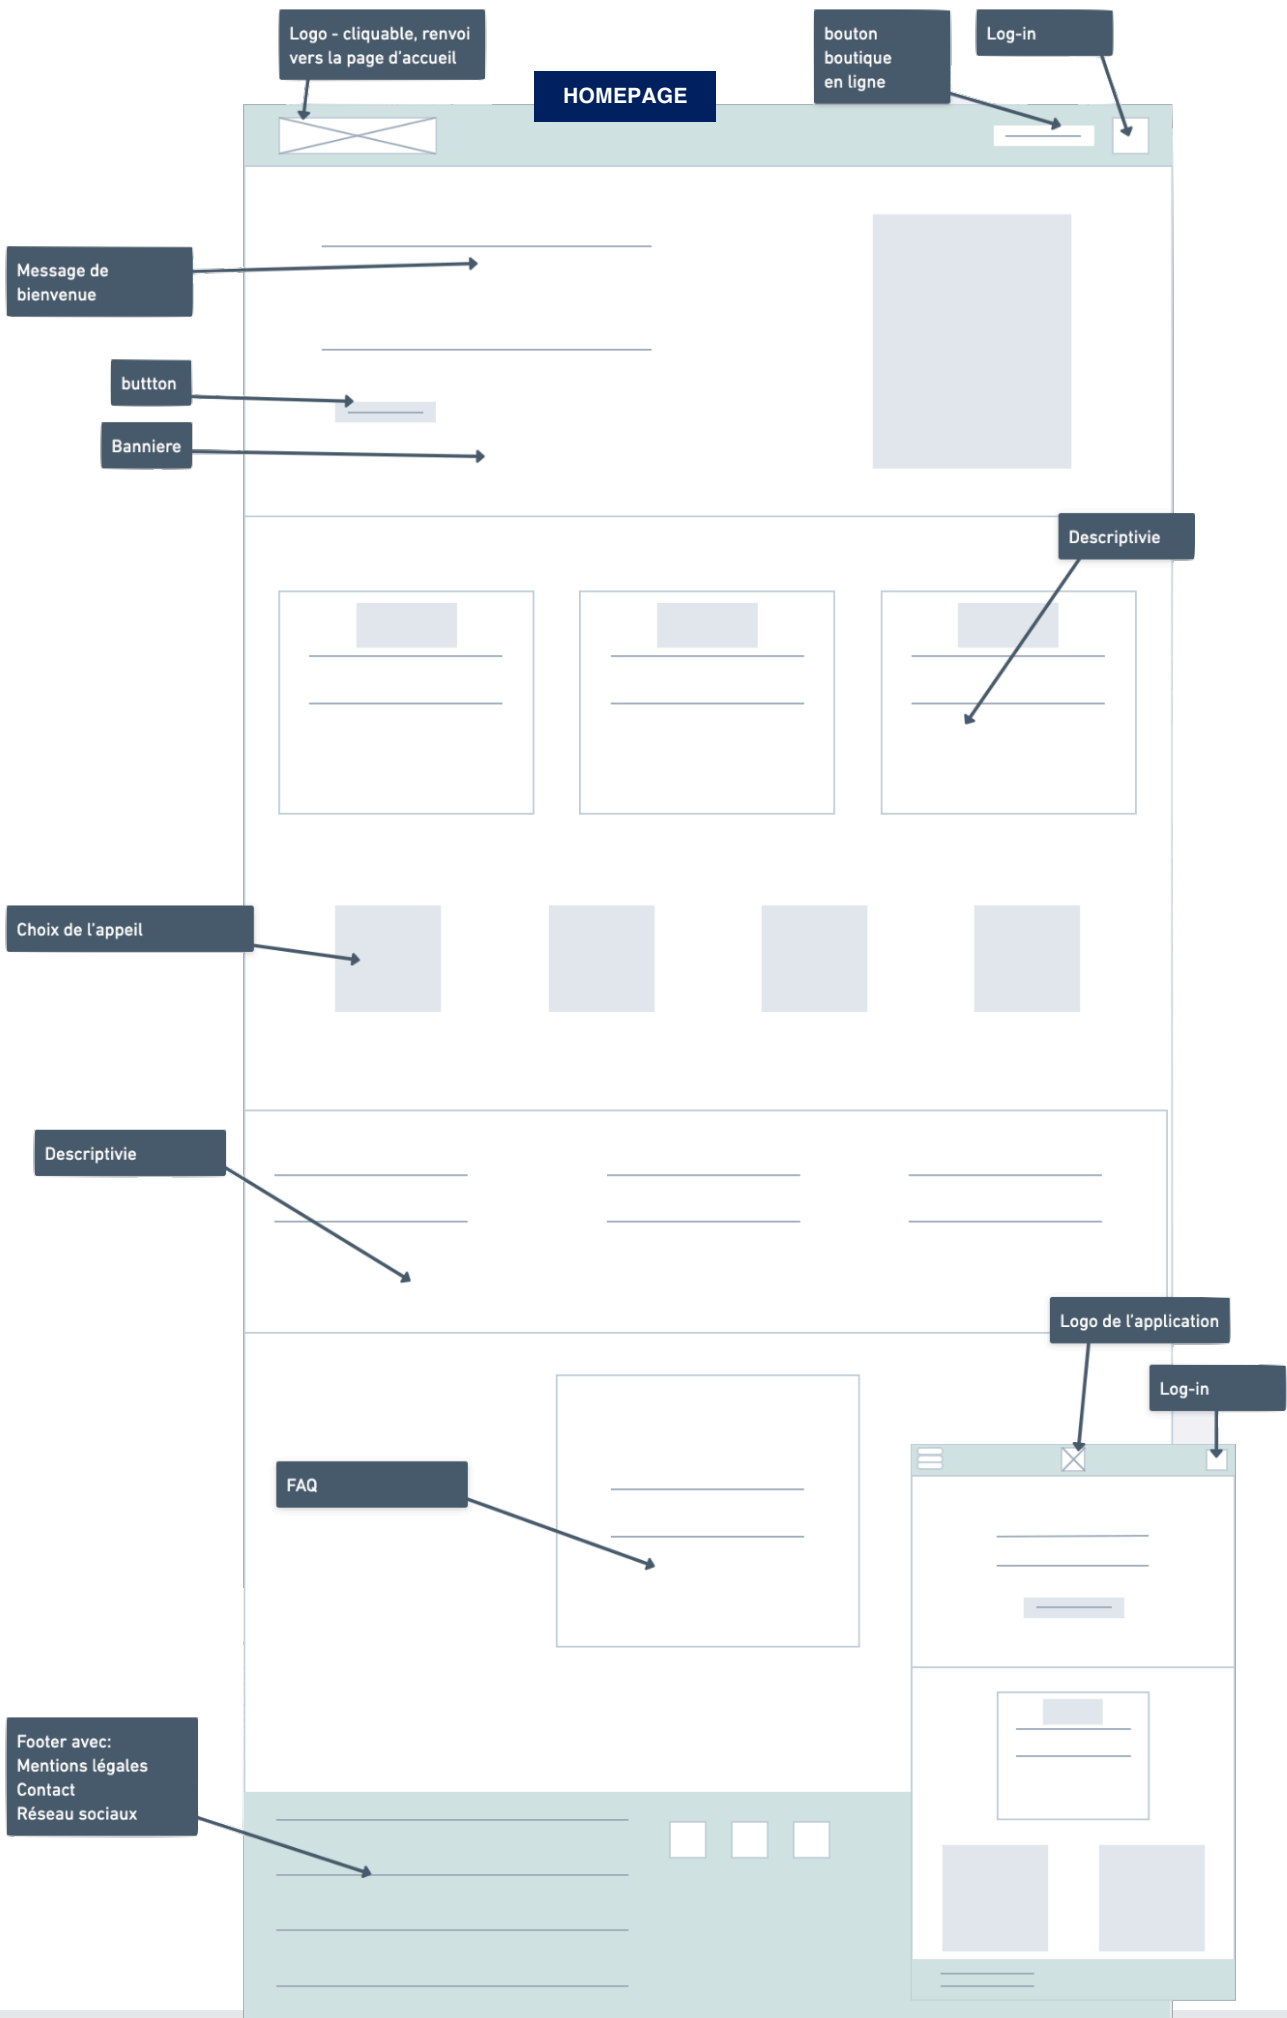 Logo - cliquable, renvoi
vers la page d'accueil
bouton
boutique
en ligne
Log-in
HOMEPAGE
Message de
bienvenue
buttton
Banniere
Descriptivie
Choix de l'appeil
Descriptivie
Logo de l'application
Log-in
FAQ
Footer avec:
Mentions légales
Contact
Réseau sociaux